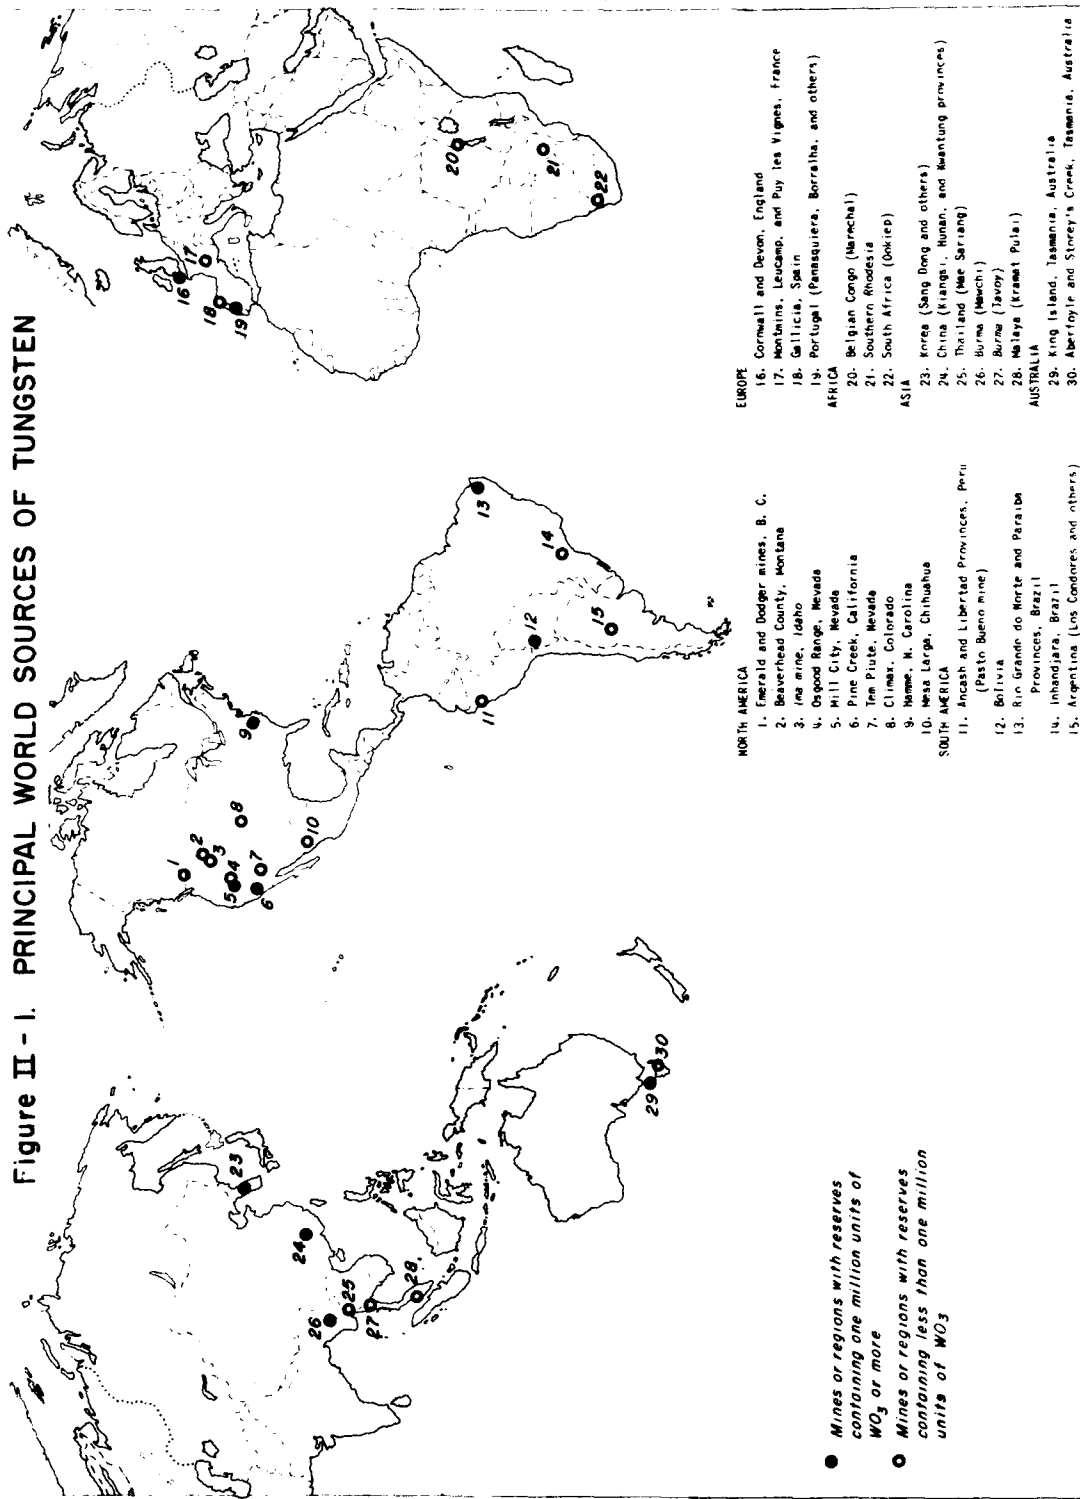 Figure II - 1. PRINCIPAL WORLD SOURCES OF TUNGSTEN
1
2
3
4
5
6
7
8
9
10
11
12
13
14
15
16
17
18
19
20
21
22
23
24
25
26
27
28
29
30
● Mines or regions with reserves
containing one million units of
WO3 or more
○ Mines or regions with reserves
containing less than one million
units of WO3
NORTH AMERICA
1. Emerald and Dodger mines, B. C.
2. Beaverhead County, Montana
3. Ima mine, Idaho
4. Osgood Range, Nevada
5. Mill City, Nevada
6. Pine Creek, California
7. Tem Piute, Nevada
8. Climax, Colorado
9. Hamme, N. Carolina
10. Mesa Larga, Chihuahua
SOUTH AMERICA
11. Ancash and Libertad Provinces, Peru
(Pasto Bueno mine)
12. Bolivia
13. Rio Grande do Norte and Paraiba
Provinces, Brazil
14. Inhandjara, Brazil
15. Argentina (Los Condores and others)
EUROPE
16. Cornwall and Devon, England
17. Montmins, Leucamp, and Puy les Vignes, France
18. Gallicia, Spain
19. Portugal (Panasquiera, Borralha, and others)
AFRICA
20. Belgian Congo (Marechal)
21. Southern Rhodesia
22. South Africa (Ookiep)
ASIA
23. Korea (Sang Dong and others)
24. China (Kiangsi, Hunan, and Kwantung provinces)
25. Thailand (Mae Sariang)
26. Burma (Mawchi)
27. Burma (Tavoy)
28. Malaya (Kramat Pulai)
AUSTRALIA
29. King Island, Tasmania, Australia
30. Aberfoyle and Storey's Creek, Tasmania, Australia